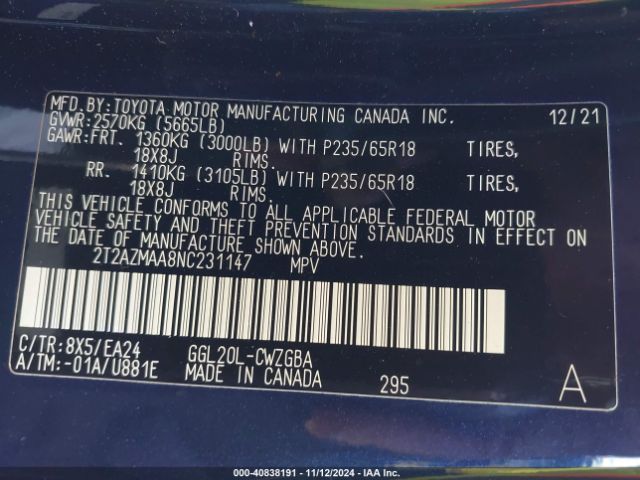 MFD.BY:TOYOTA MOTOR MANUFACTURING CANADA INC. 12/21
GVWR:2570KG (5665LB)
GAWR:FRT. 1360KG (3000LB) WITH P235/65R18 TIRES,
18X8J RIMS.
RR. 1410KG (3105LB) WITH P235/65R18 TIRES,
18X8J RIMS.
THIS VEHICLE CONFORMS TO ALL APPLICABLE FEDERAL MOTOR
VEHICLE SAFETY AND THEFT PREVENTION STANDARDS IN EFFECT ON
THE DATE OF MANUFACTURE SHOWN ABOVE.
2T2AZMAA8NC231147 MPV
C/TR:8X5/EA24 GGL20L-CWZGBA
A/TM:-01A/U881E MADE IN CANADA 295 A
000-40838191 - 11/12/2024 - IAA Inc.